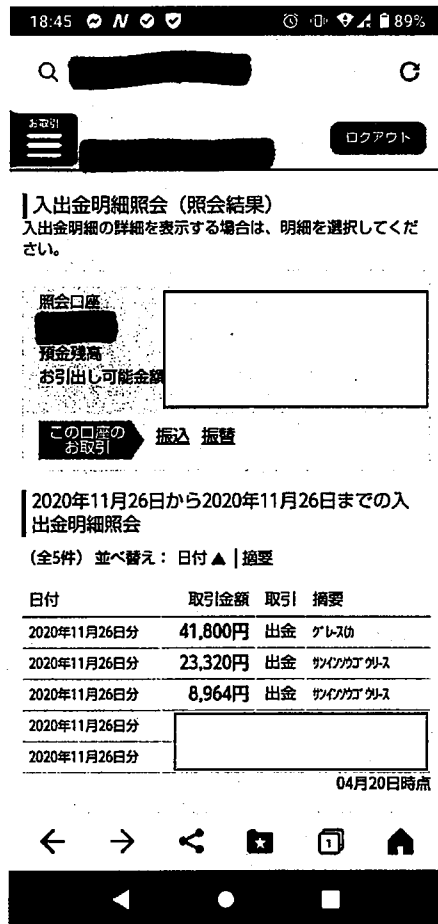 18:45 89%
お取引
ログアウト
入出金明細照会（照会結果）
入出金明細の詳細を表示する場合は、明細を選択してくだ
さい。
照会口座
預金残高
お引出し可能金額
この口座の
お取引
振込 振替
2020年11月26日から2020年11月26日までの入
出金明細照会
（全5件） 並べ替え： 日付▲ | 摘要
日付 取引金額 取引 摘要
2020年11月26日分 41,800円 出金 グレース(カ
2020年11月26日分 23,320円 出金 サンインソウゴウリース
2020年11月26日分 8,964円 出金 サンインソウゴウリース
2020年11月26日分
2020年11月26日分
04月20日時点
1